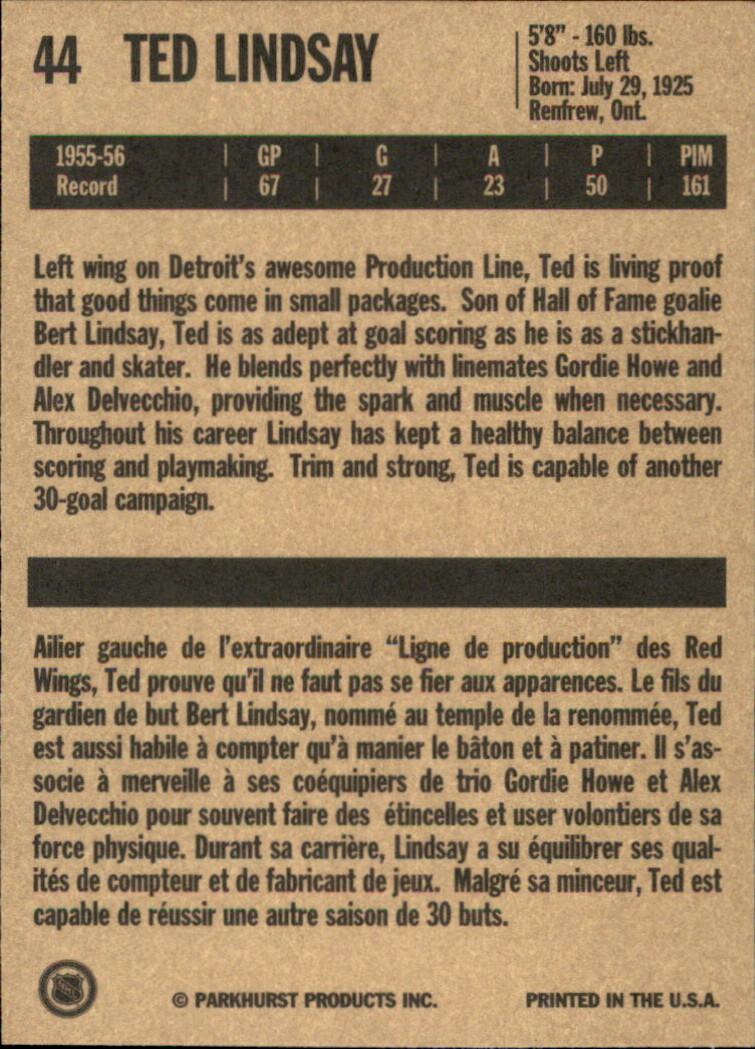 44 TED LINDSAY
5'8" - 160 lbs.
Shoots Left
Born: July 29, 1925
Renfrew, Ont.
1955-56 | GP | G | A | P | PIM
Record | 67 | 27 | 23 | 50 | 161
Left wing on Detroit's awesome Production Line, Ted is living proof
that good things come in small packages. Son of Hall of Fame goalie
Bert Lindsay, Ted is as adept at goal scoring as he is as a stickhan-
dler and skater. He blends perfectly with linemates Gordie Howe and
Alex Delvecchio, providing the spark and muscle when necessary.
Throughout his career Lindsay has kept a healthy balance between
scoring and playmaking. Trim and strong, Ted is capable of another
30-goal campaign.
Ailier gauche de l'extraordinaire “Ligne de production” des Red
Wings, Ted prouve qu'il ne faut pas se fier aux apparences. Le fils du
gardien de but Bert Lindsay, nommé au temple de la renommée, Ted
est aussi habile à compter qu'à manier le bâton et à patiner. Il s'as-
socie à merveille à ses coéquipiers de trio Gordie Howe et Alex
Delvecchio pour souvent faire des étincelles et user volontiers de sa
force physique. Durant sa carrière, Lindsay a su équilibrer ses qual-
ités de compteur et de fabricant de jeux. Malgré sa minceur, Ted est
capable de réussir une autre saison de 30 buts.
© PARKHURST PRODUCTS INC. PRINTED IN THE U.S.A.